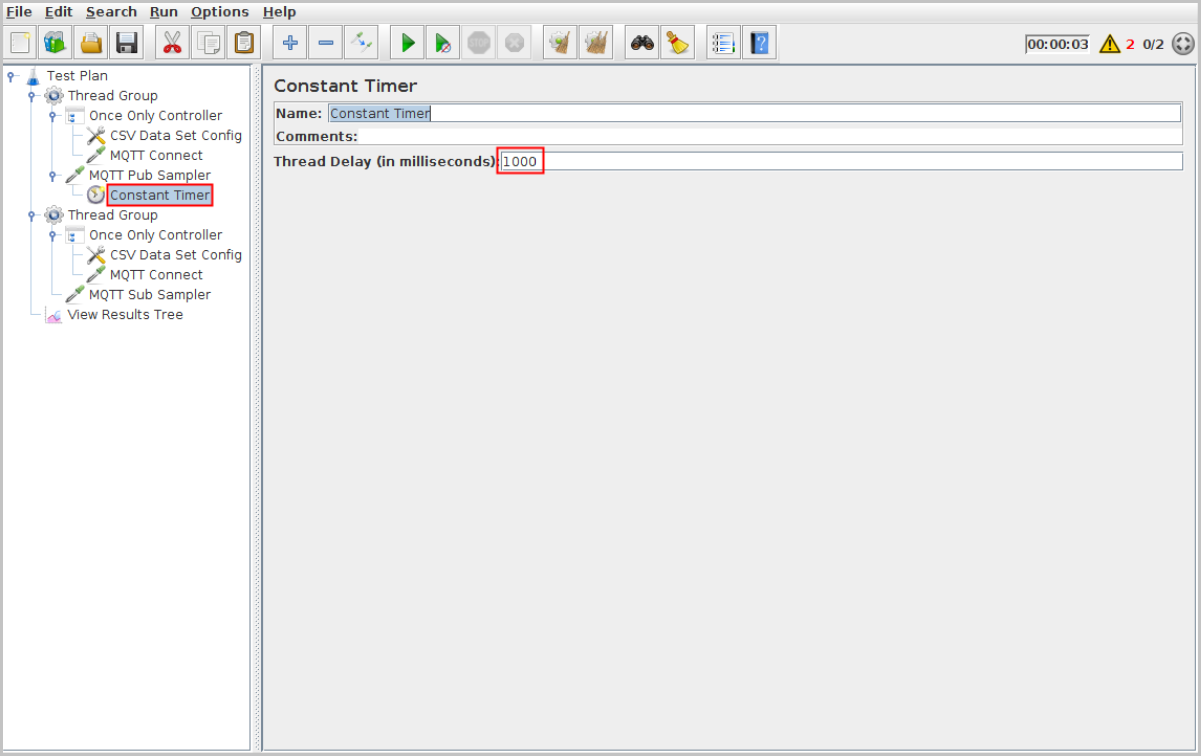 File Edit Search Run Options Help
STOP
00:00:03 2 0/2
Test Plan
Thread Group
Once Only Controller
CSV Data Set Config
MQTT Connect
MQTT Pub Sampler
Constant Timer
Thread Group
Once Only Controller
CSV Data Set Config
MQTT Connect
MQTT Sub Sampler
View Results Tree
Constant Timer
Name: Constant Timer
Comments:
Thread Delay (in milliseconds): 1000